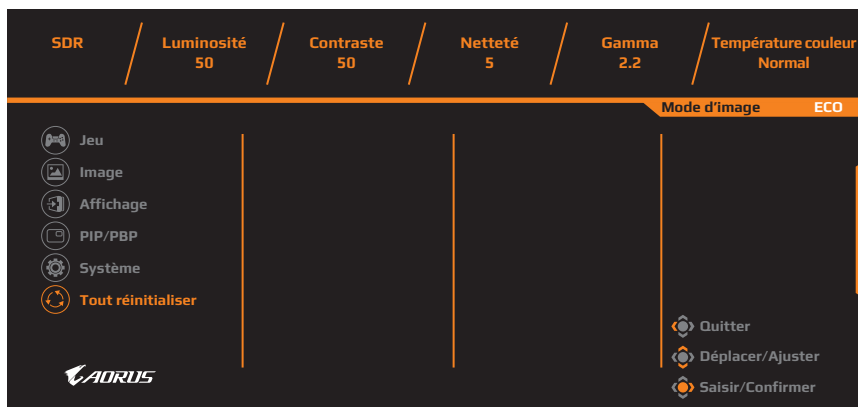 SDR
Luminosité
50
Contraste
50
Netteté
5
Gamma
2.2
Température couleur
Normal
Mode d’image ECO
Jeu
Image
Affichage
PIP/PBP
Système
Tout réinitialiser
Quitter
Déplacer/Ajuster
Saisir/Confirmer
AORUS